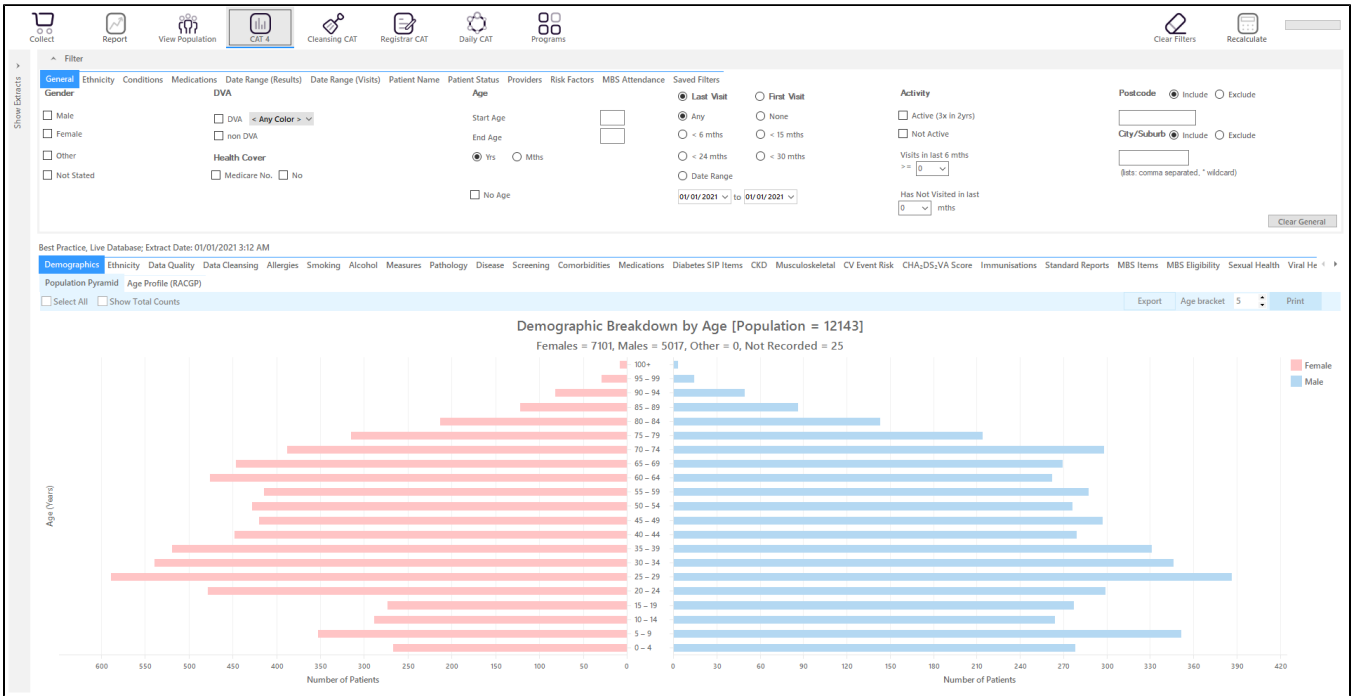 Collect Report View Population CAT 4 Cleansing CAT Registrar CAT Daily CAT Programs Clear Filters Recalculate
Show Extracts
Filter
General Ethnicity Conditions Medications Date Range (Results) Date Range (Visits) Patient Name Patient Status Providers Risk Factors MBS Attendance Saved Filters
Gender DVA Age Last Visit First Visit Activity Postcode Include Exclude
Male DVA < Any Color > Start Age Any None Active (3x in 2yrs)
Female non DVA End Age < 6 mths < 15 mths Not Active City/Suburb Include Exclude
Other Health Cover Yrs Mths < 24 mths < 30 mths Visits in last 6 mths
>= 0
Not Stated Medicare No. No Date Range (lists: comma separated, * wildcard)
No Age 01/01/2021 to 01/01/2021 Has Not Visited in last
0 mths
Clear General
Best Practice, Live Database; Extract Date: 01/01/2021 3:12 AM
Demographics Ethnicity Data Quality Data Cleansing Allergies Smoking Alcohol Measures Pathology Disease Screening Comorbidities Medications Diabetes SIP Items CKD Musculoskeletal CV Event Risk CHA₂DS₂VA Score Immunisations Standard Reports MBS Items MBS Eligibility Sexual Health Viral He
Population Pyramid Age Profile (RACGP)
Select All Show Total Counts Export Age bracket 5 Print
Demographic Breakdown by Age [Population = 12143]
Females = 7101, Males = 5017, Other = 0, Not Recorded = 25
Female
Male
Age (Years)
100+
95 – 99
90 – 94
85 – 89
80 – 84
75 – 79
70 – 74
65 – 69
60 – 64
55 – 59
50 – 54
45 – 49
40 – 44
35 – 39
30 – 34
25 – 29
20 – 24
15 – 19
10 – 14
5 – 9
0 – 4
600 550 500 450 400 350 300 250 200 150 100 50 0 0 30 60 90 120 150 180 210 240 270 300 330 360 390 420
Number of Patients Number of Patients